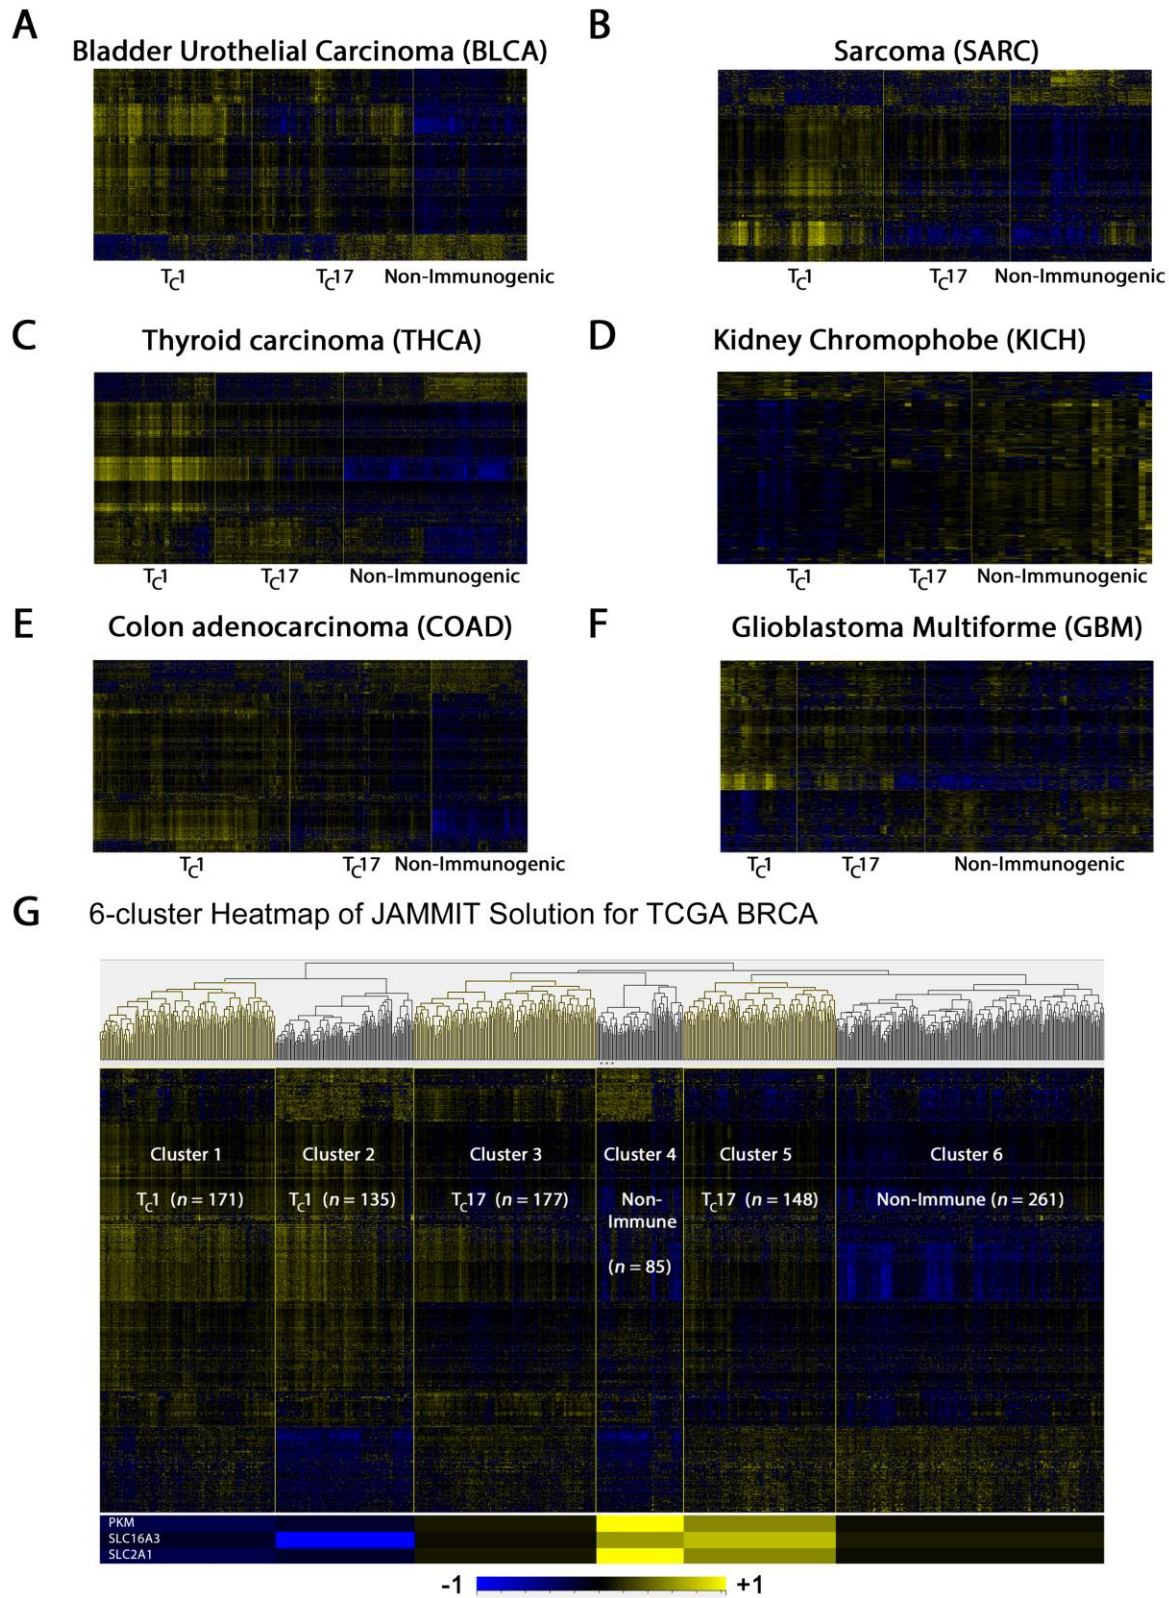 A
Bladder Urothelial Carcinoma (BLCA)
TC1 TC17 Non-Immunogenic
B
Sarcoma (SARC)
TC1 TC17 Non-Immunogenic
C
Thyroid carcinoma (THCA)
TC1 TC17 Non-Immunogenic
D
Kidney Chromophobe (KICH)
TC1 TC17 Non-Immunogenic
E
Colon adenocarcinoma (COAD)
TC1 TC17 Non-Immunogenic
F
Glioblastoma Multiforme (GBM)
TC1 TC17 Non-Immunogenic
G 6-cluster Heatmap of JAMMIT Solution for TCGA BRCA
Cluster 1
TC1 (n = 171)
Cluster 2
TC1 (n = 135)
Cluster 3
TC17 (n = 177)
Cluster 4
Non-
Immune
(n = 85)
Cluster 5
TC17 (n = 148)
Cluster 6
Non-Immune (n = 261)
PKM
SLC16A3
SLC2A1
-1 +1